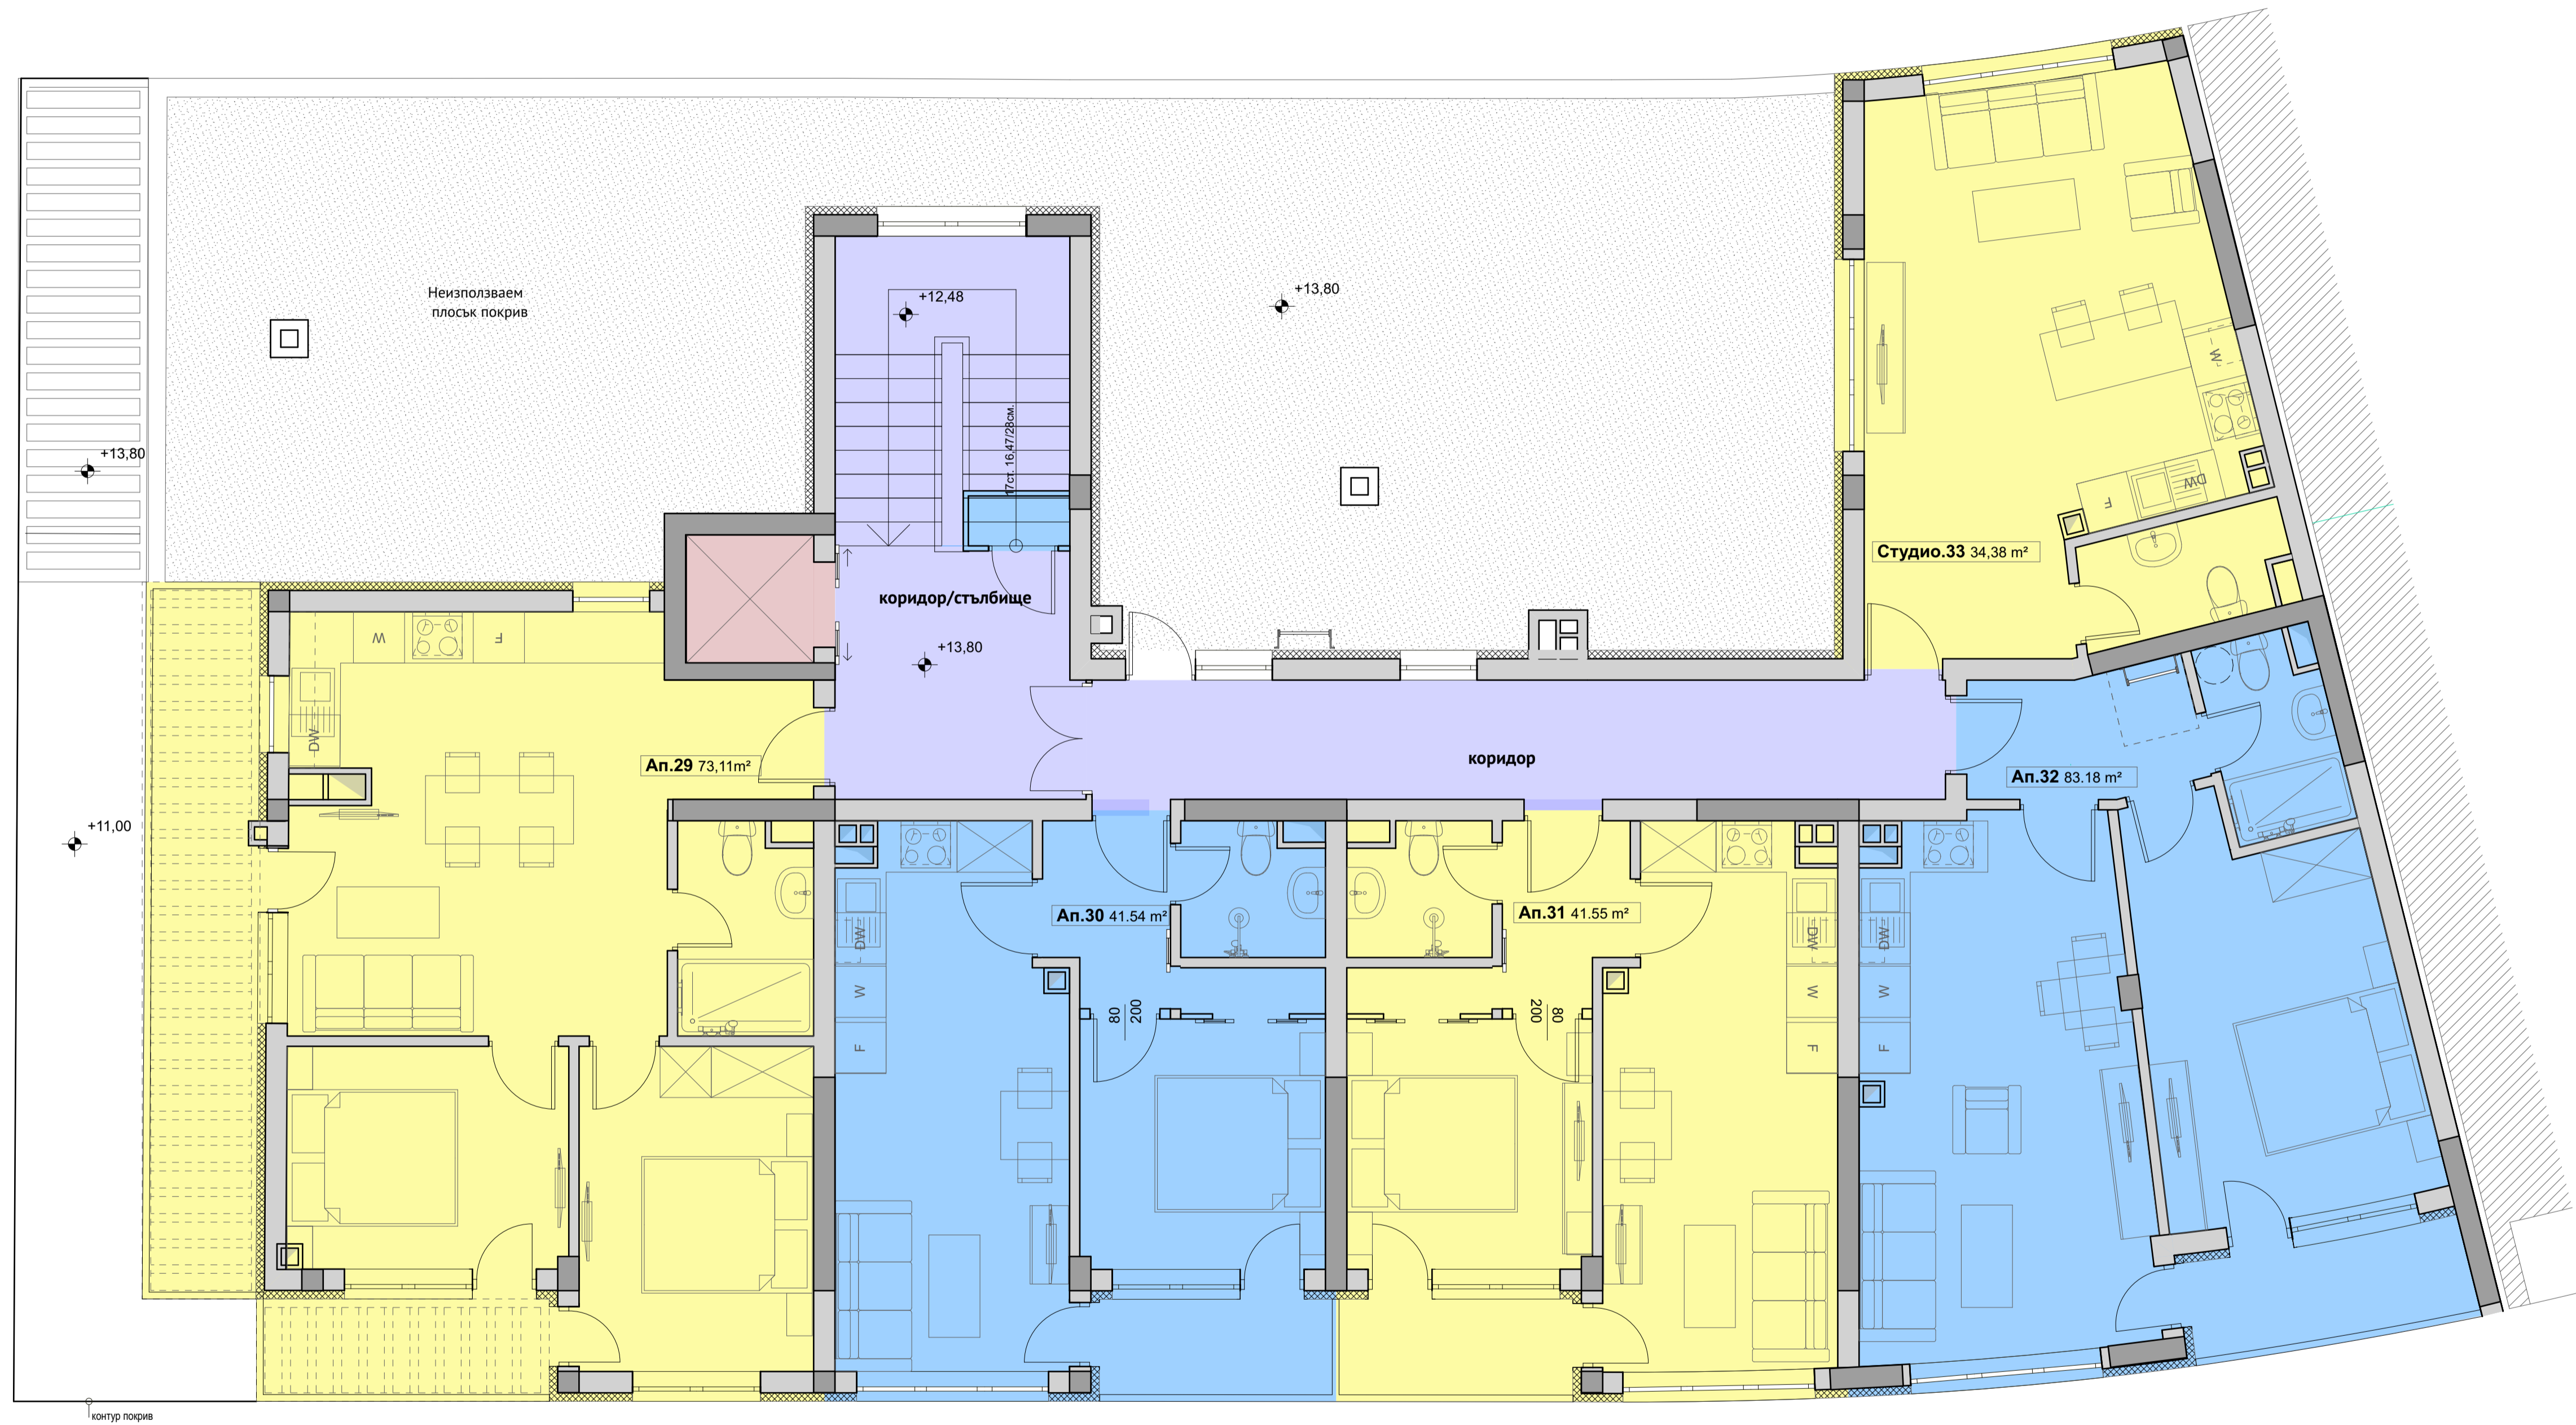 Неизползваем
плосък покрив
+12,48
+13,80
+13,80
17ст. 16,47/28см.
Студио.33 34,38 m²
W
DW
F
коридор/стълбище
+13,80
W
F
DW
Ап.29 73,11m²
коридор
Ап.32 83.18 m²
+11,00
Ап.30 41.54 m²
Ап.31 41.55 m²
DW
W
F
80
200
80
200
DW
W
F
DW
W
F
контур покрив